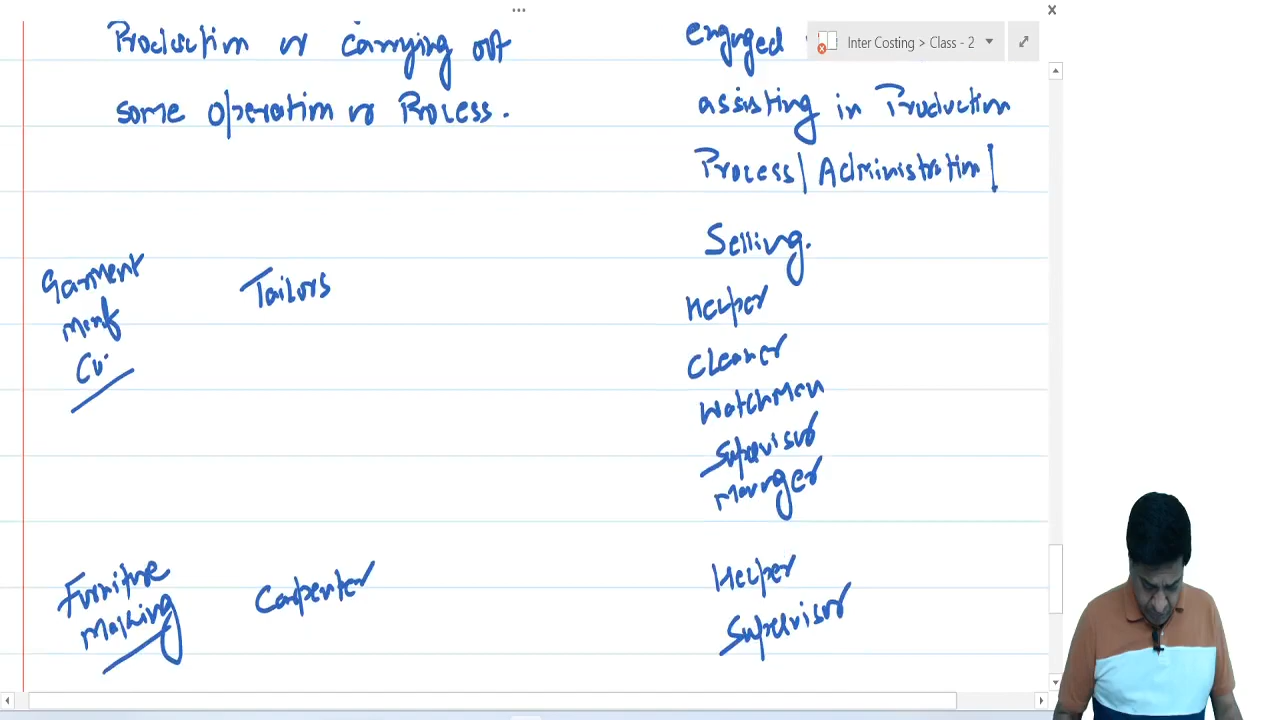 Production or carrying out
some operation or Process.
engaged
Inter Costing > Class - 2
assisting in Production
Process| Administration|
Selling.
Garment
Manf
Co.
Tailors
Helper
Cleaner
Watchman
Supervisor
Manager
Furniture
Making
Carpenter
Helper
Supervisor